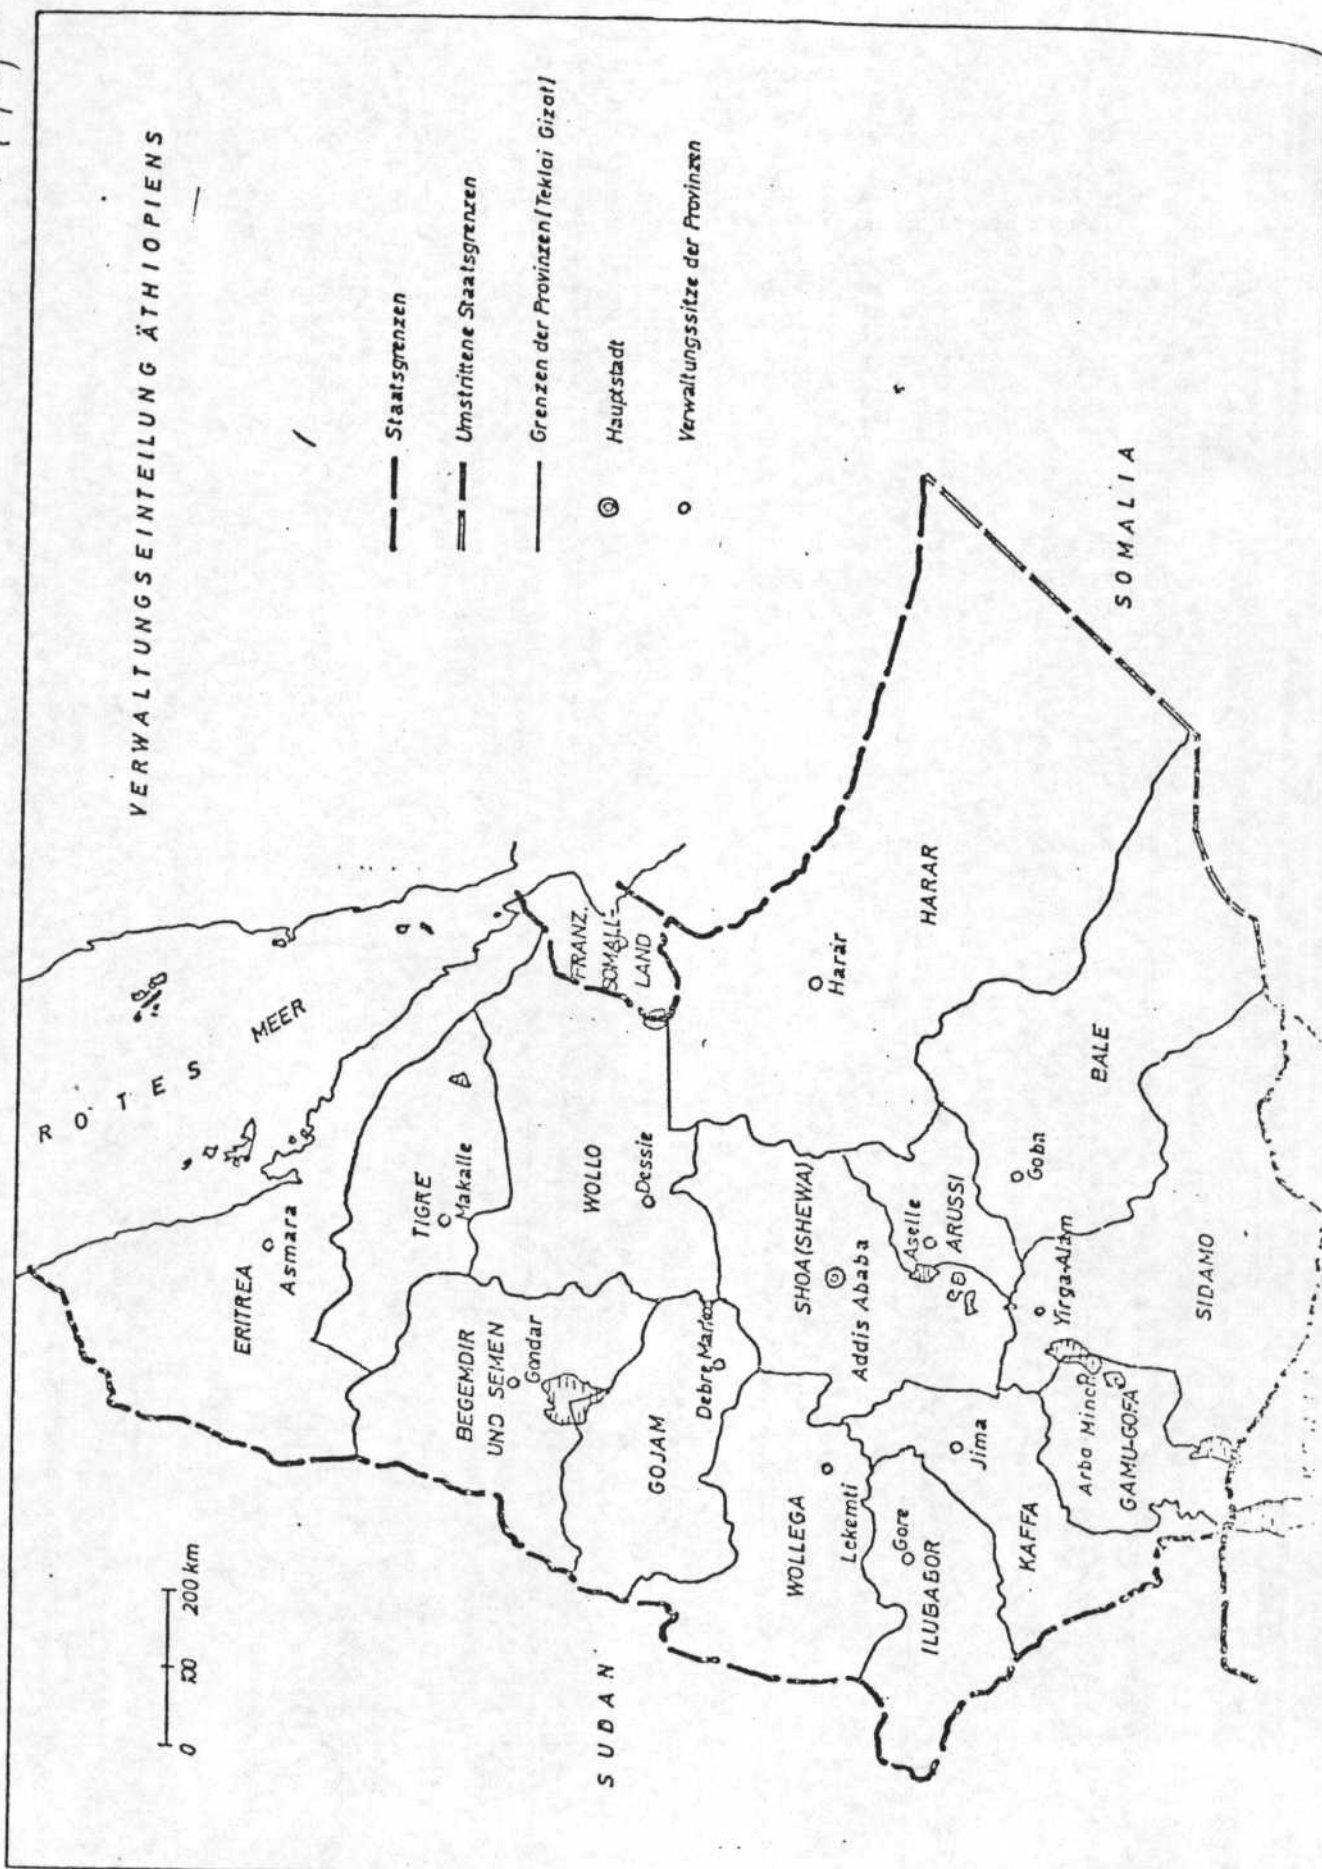 VERWALTUNGSEINTEILUNG ÄTHIOPIENS
0 100 200 km
Staatsgrenzen
Umstrittene Staatsgrenzen
Grenzen der Provinzen (Teklai Gizat)
Hauptstadt
Verwaltungssitze der Provinzen
ROTES
MEER
ERITREA
Asmara
TIGRE
Makalle
BEGEMDIR
UND SEMEN
Gondar
WOLLO
Dessie
FRANZ.
SOMALI-
LAND
SUDAN
GOJAM
Debre Markos
WOLLEGA
Lekemti
SHOA (SHEWA)
Addis Ababa
Harar
HARAR
ILUBABOR
Gore
Jima
KAFFA
Aselle
ARUSSI
Goba
BALE
Yirga-Alam
Arba Minch
GAMU-GOFA
SIDAMO
SOMALIA